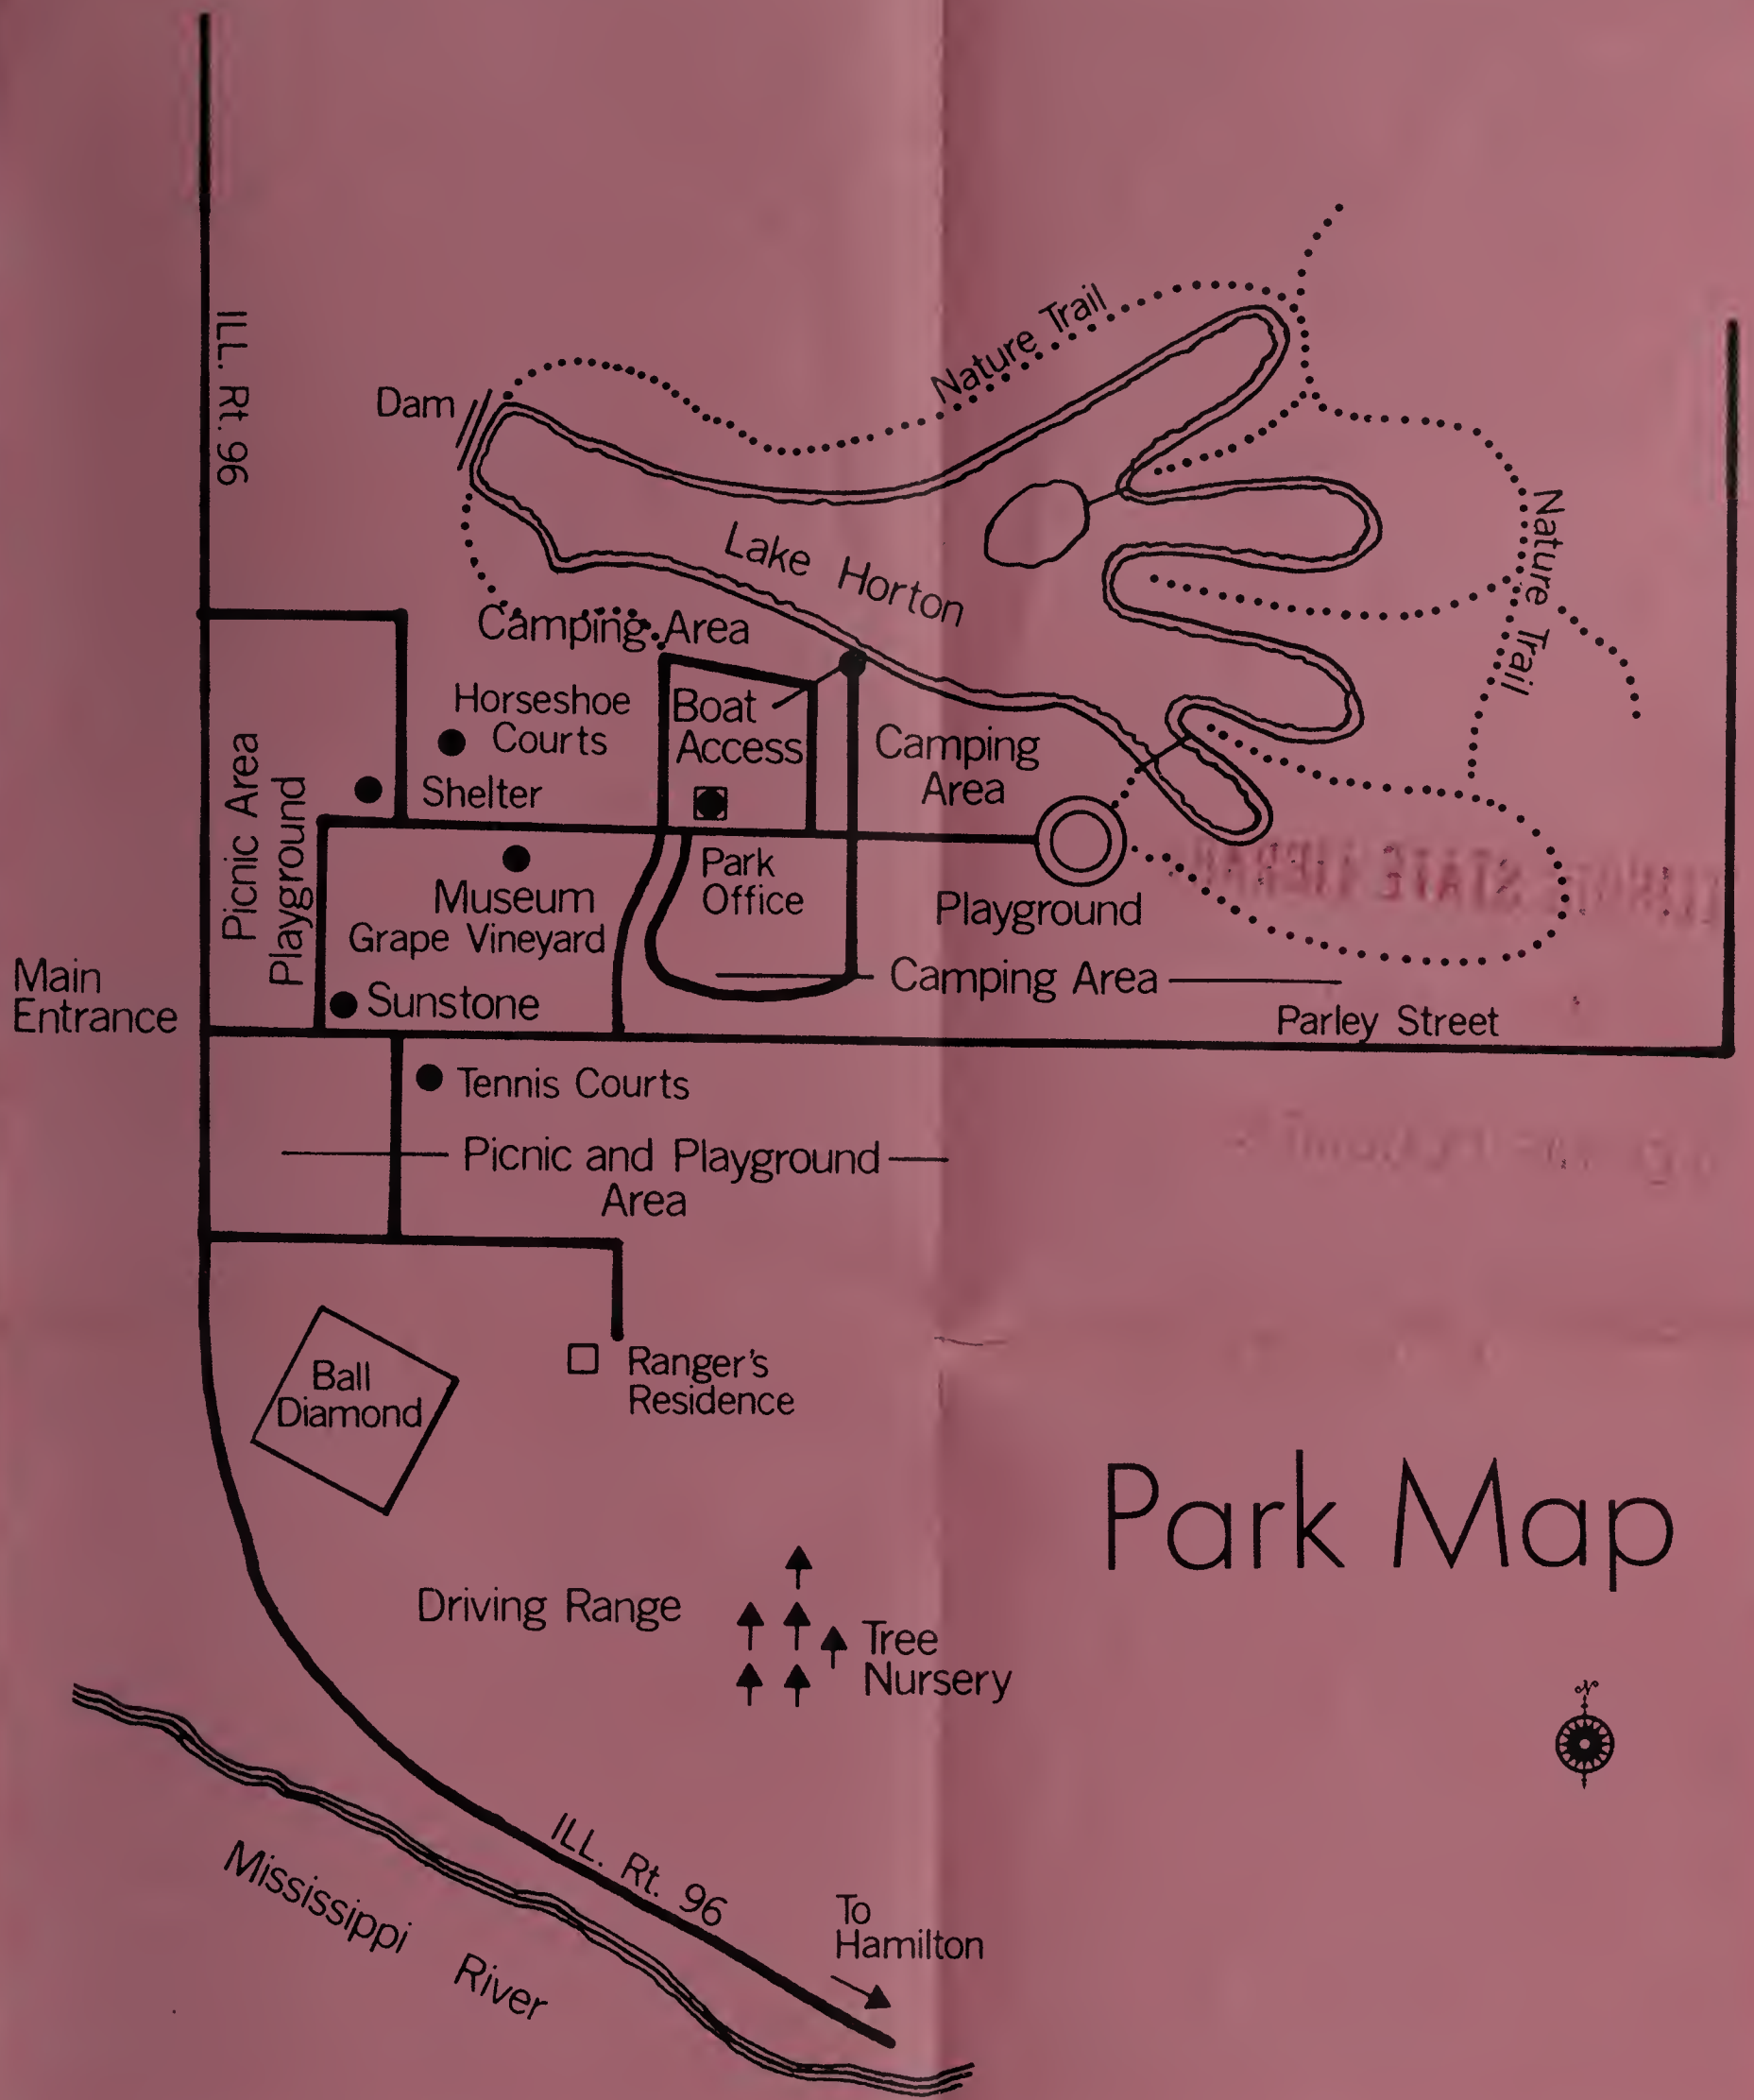 ILL. Rt. 96
Nature Trail
Dam
Lake Horton
Nature Trail
Camping Area
Horseshoe
Courts
Boat
Access
Camping
Area
Shelter
Picnic Area
Playground
Park
Office
Museum
Grape Vineyard
Playground
Main
Entrance
Camping Area
Sunstone
Parley Street
Tennis Courts
Picnic and Playground
Area
Ball
Diamond
Ranger's
Residence
Park Map
Driving Range
Tree
Nursery
N
ILL. Rt. 96
Mississippi River
To
Hamilton